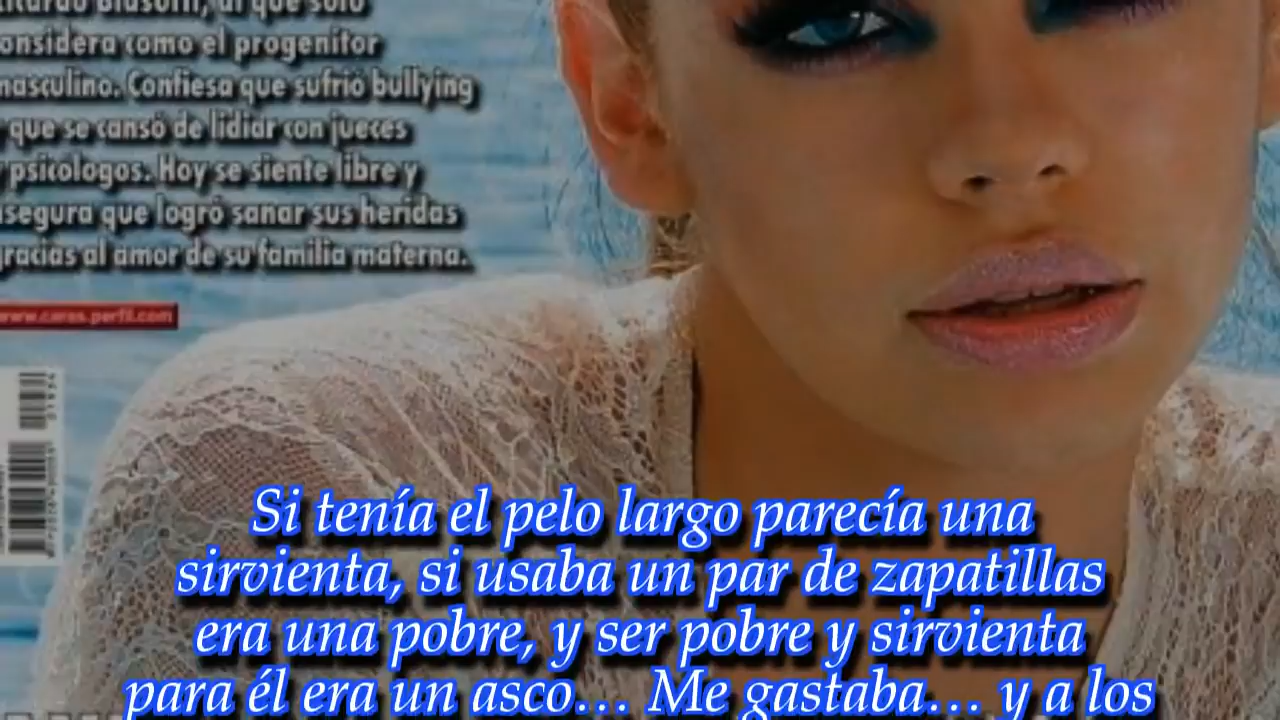 considera como el progenitor
masculino. Confiesa que sufrió bullying
que se cansó de lidiar con jueces
psicólogos. Hoy se siente libre y
asegura que logró sanar sus heridas
gracias al amor de su familia materna.
www.caras.perfil.com
Si tenía el pelo largo parecía una
sirvienta, si usaba un par de zapatillas
era una pobre, y ser pobre y sirvienta
para él era un asco… Me gastaba… y a los